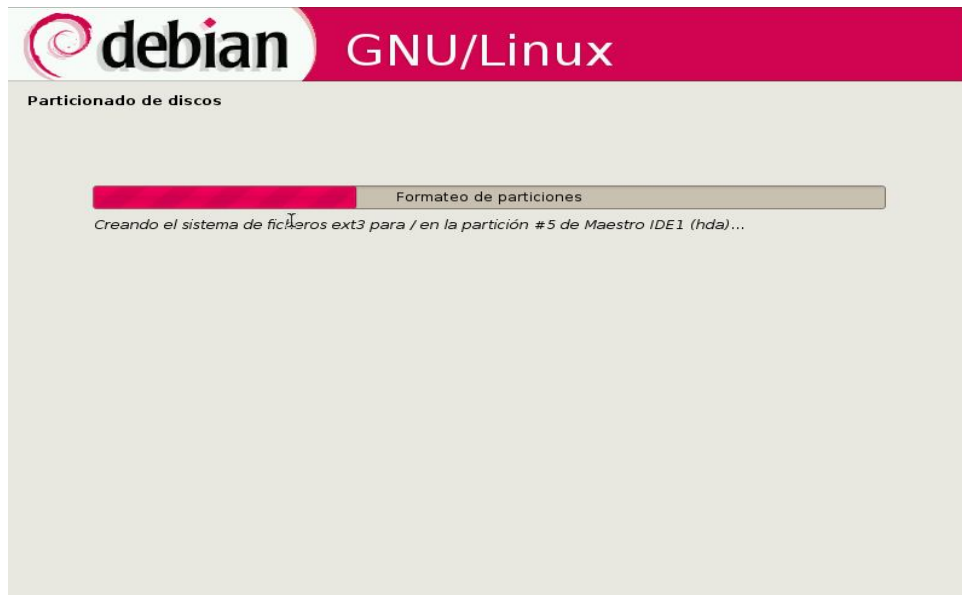 debian GNU/Linux
Particionado de discos
Formateo de particiones
Creando el sistema de ficheros ext3 para / en la partición #5 de Maestro IDE1 (hda)...